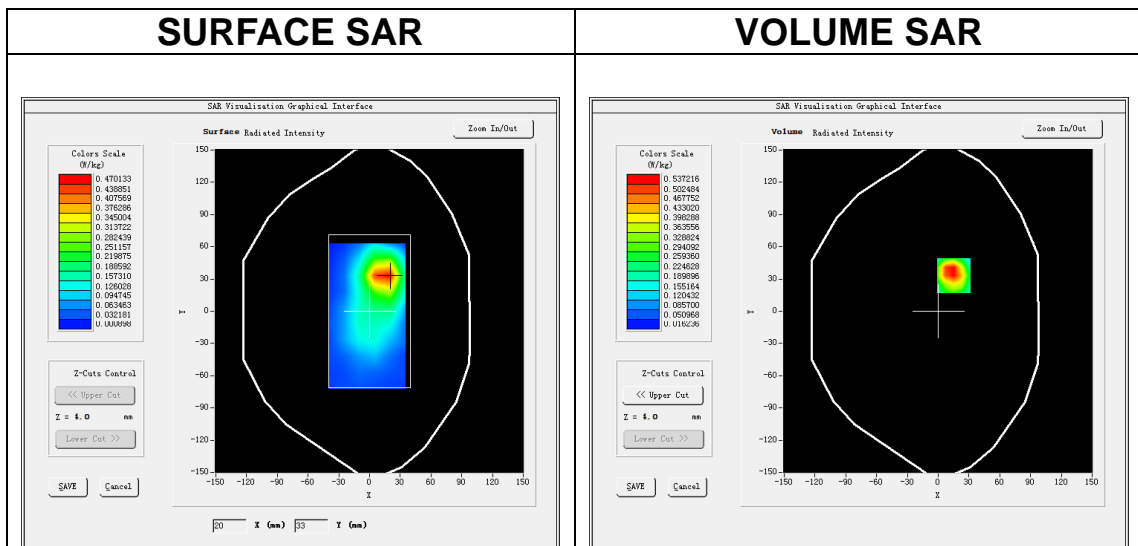 SURFACE SAR
VOLUME SAR
SAR Visualisation Graphical Interface
Surface Radiated Intensity
Zoom In/Out
Colors Scale
(W/kg)
0.470133
0.438851
0.407569
0.376286
0.345004
0.313722
0.282439
0.251157
0.219875
0.188592
0.157310
0.126028
0.094745
0.063463
0.032181
0.000898
Z-Cuts Control
<< Upper Cut
Z = 4.0 mm
Lower Cut >>
SAVE Cancel
150
120
90
60
30
0
-30
-60
-90
-120
-150
Y
-150 -120 -90 -60 -30 0 30 60 90 120 150
X
20 X (mm) 33 Y (mm)
SAR Visualisation Graphical Interface
Volume Radiated Intensity
Zoom In/Out
Colors Scale
(W/kg)
0.537216
0.502484
0.467752
0.433020
0.398288
0.363556
0.328824
0.294092
0.259360
0.224628
0.189896
0.155164
0.120432
0.085700
0.050968
0.016236
Z-Cuts Control
<< Upper Cut
Z = 4.0 mm
Lower Cut >>
SAVE Cancel
150
120
90
60
30
0
-30
-60
-90
-120
-150
Y
-150 -120 -90 -60 -30 0 30 60 90 120 150
X